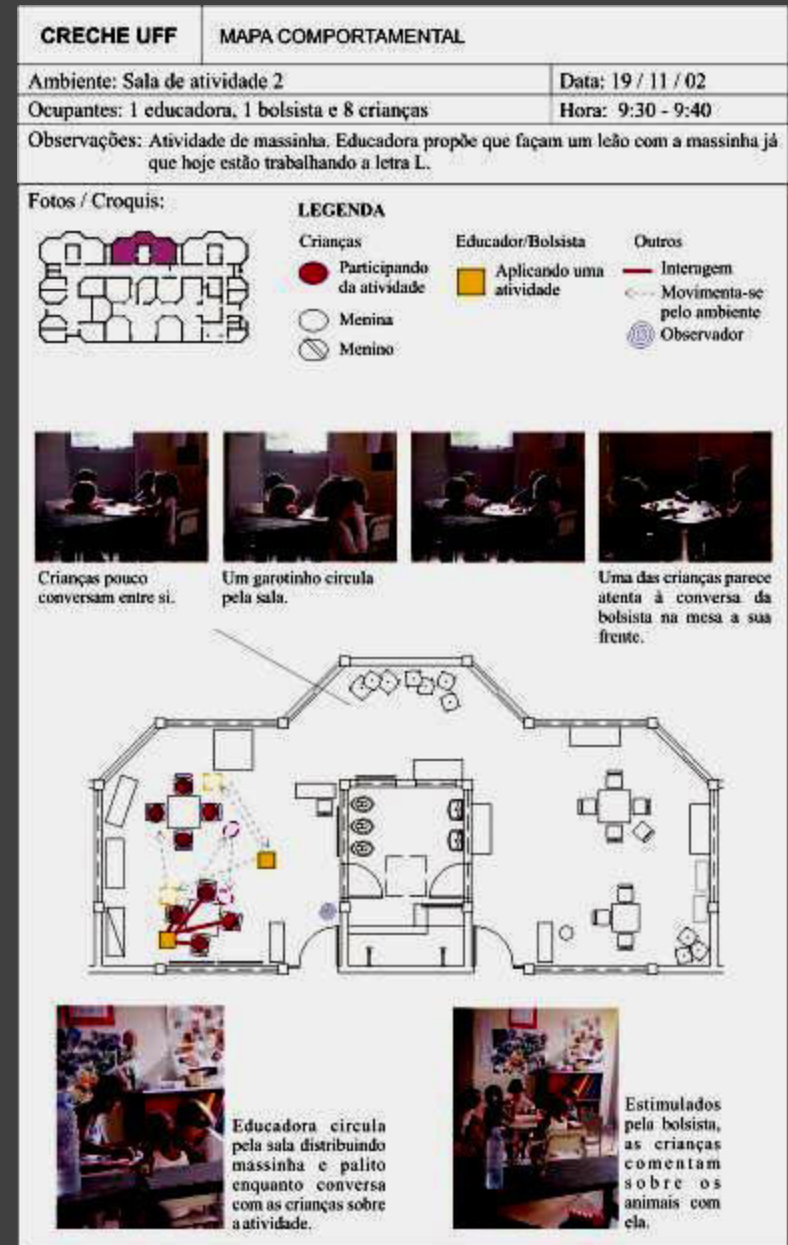 CRECHE UFF
MAPA COMPORTAMENTAL
Ambiente: Sala de atividade 2
Data: 19 / 11 / 02
Ocupantes: 1 educadora, 1 bolsista e 8 crianças
Hora: 9:30 - 9:40
Observações: Atividade de massinha. Educadora propõe que façam um leão com a massinha já
que hoje estão trabalhando a letra L.
Fotos / Croquis:
LEGENDA
Crianças
Participando
da atividade
Menina
Menino
Educador/Bolsista
Aplicando uma
atividade
Outros
Interagem
Movimenta-se
pelo ambiente
Observador
Crianças pouco
conversam entre si.
Um garotinho circula
pela sala.
Uma das crianças parece
atenta à conversa da
bolsista na mesa a sua
frente.
Educadora circula
pela sala distribuindo
massinha e palito
enquanto conversa
com as crianças sobre
a atividade.
Estimulados
pela bolsista,
as crianças
comentam
sobre os
animais com
ela.